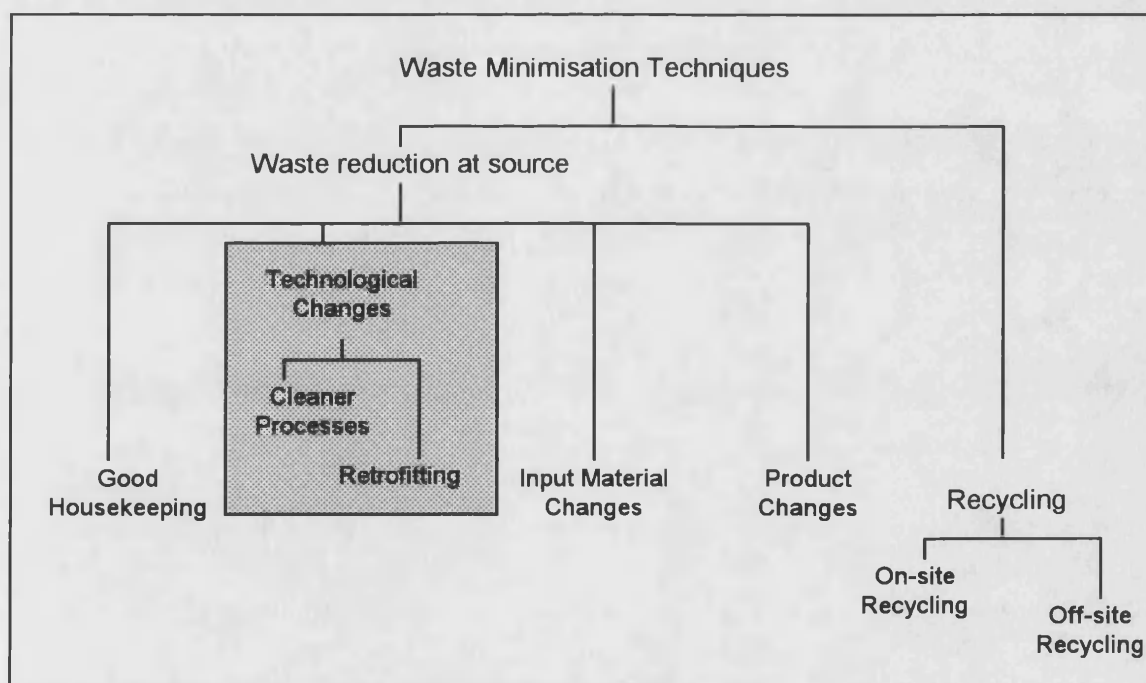 Waste Minimisation Techniques
Waste reduction at source
Technological
Changes
Cleaner
Processes
Retrofitting
Good
Housekeeping
Input Material
Changes
Product
Changes
Recycling
On-site
Recycling
Off-site
Recycling